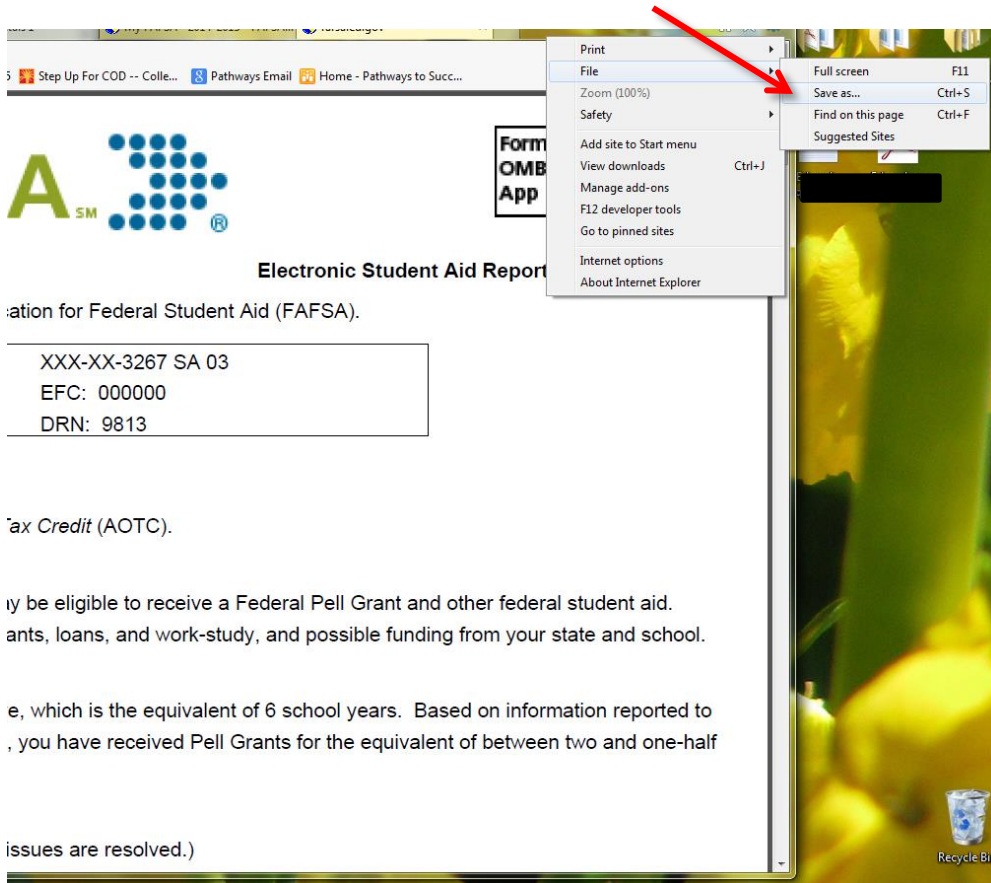 My FAFSA - 2014-2015 - FAFSA...
Step Up For COD -- Colle... Pathways Email Home - Pathways to Succ...
Print
File
Zoom (100%)
Safety
Add site to Start menu
View downloads Ctrl+J
Manage add-ons
F12 developer tools
Go to pinned sites
Internet options
About Internet Explorer
Full screen F11
Save as... Ctrl+S
Find on this page Ctrl+F
Suggested Sites
A SM ®
Form
OMB
App
Electronic Student Aid Report
cation for Federal Student Aid (FAFSA).
XXX-XX-3267 SA 03
EFC: 000000
DRN: 9813
Tax Credit (AOTC).
ay be eligible to receive a Federal Pell Grant and other federal student aid.
ants, loans, and work-study, and possible funding from your state and school.
e, which is the equivalent of 6 school years. Based on information reported to
, you have received Pell Grants for the equivalent of between two and one-half
issues are resolved.)
Recycle Bi